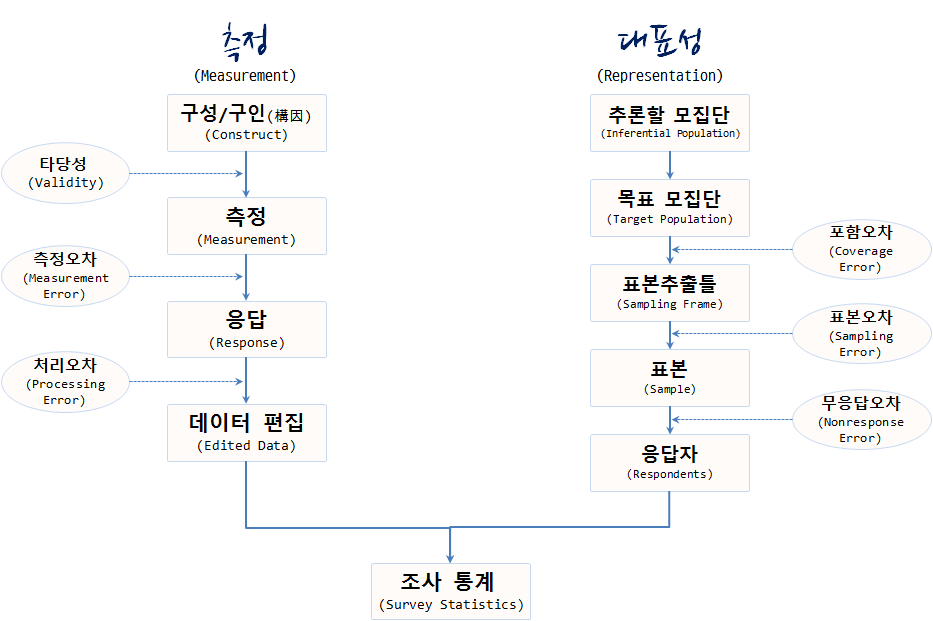 측정
(Measurement)
구성/구인(構因)
(Construct)
타당성
(Validity)
측정
(Measurement)
측정오차
(Measurement
Error)
응답
(Response)
처리오차
(Processing
Error)
데이터 편집
(Edited Data)
대표성
(Representation)
추론할 모집단
(Inferential Population)
목표 모집단
(Target Population)
포함오차
(Coverage
Error)
표본추출틀
(Sampling Frame)
표본오차
(Sampling
Error)
표본
(Sample)
무응답오차
(Nonresponse
Error)
응답자
(Respondents)
조사 통계
(Survey Statistics)